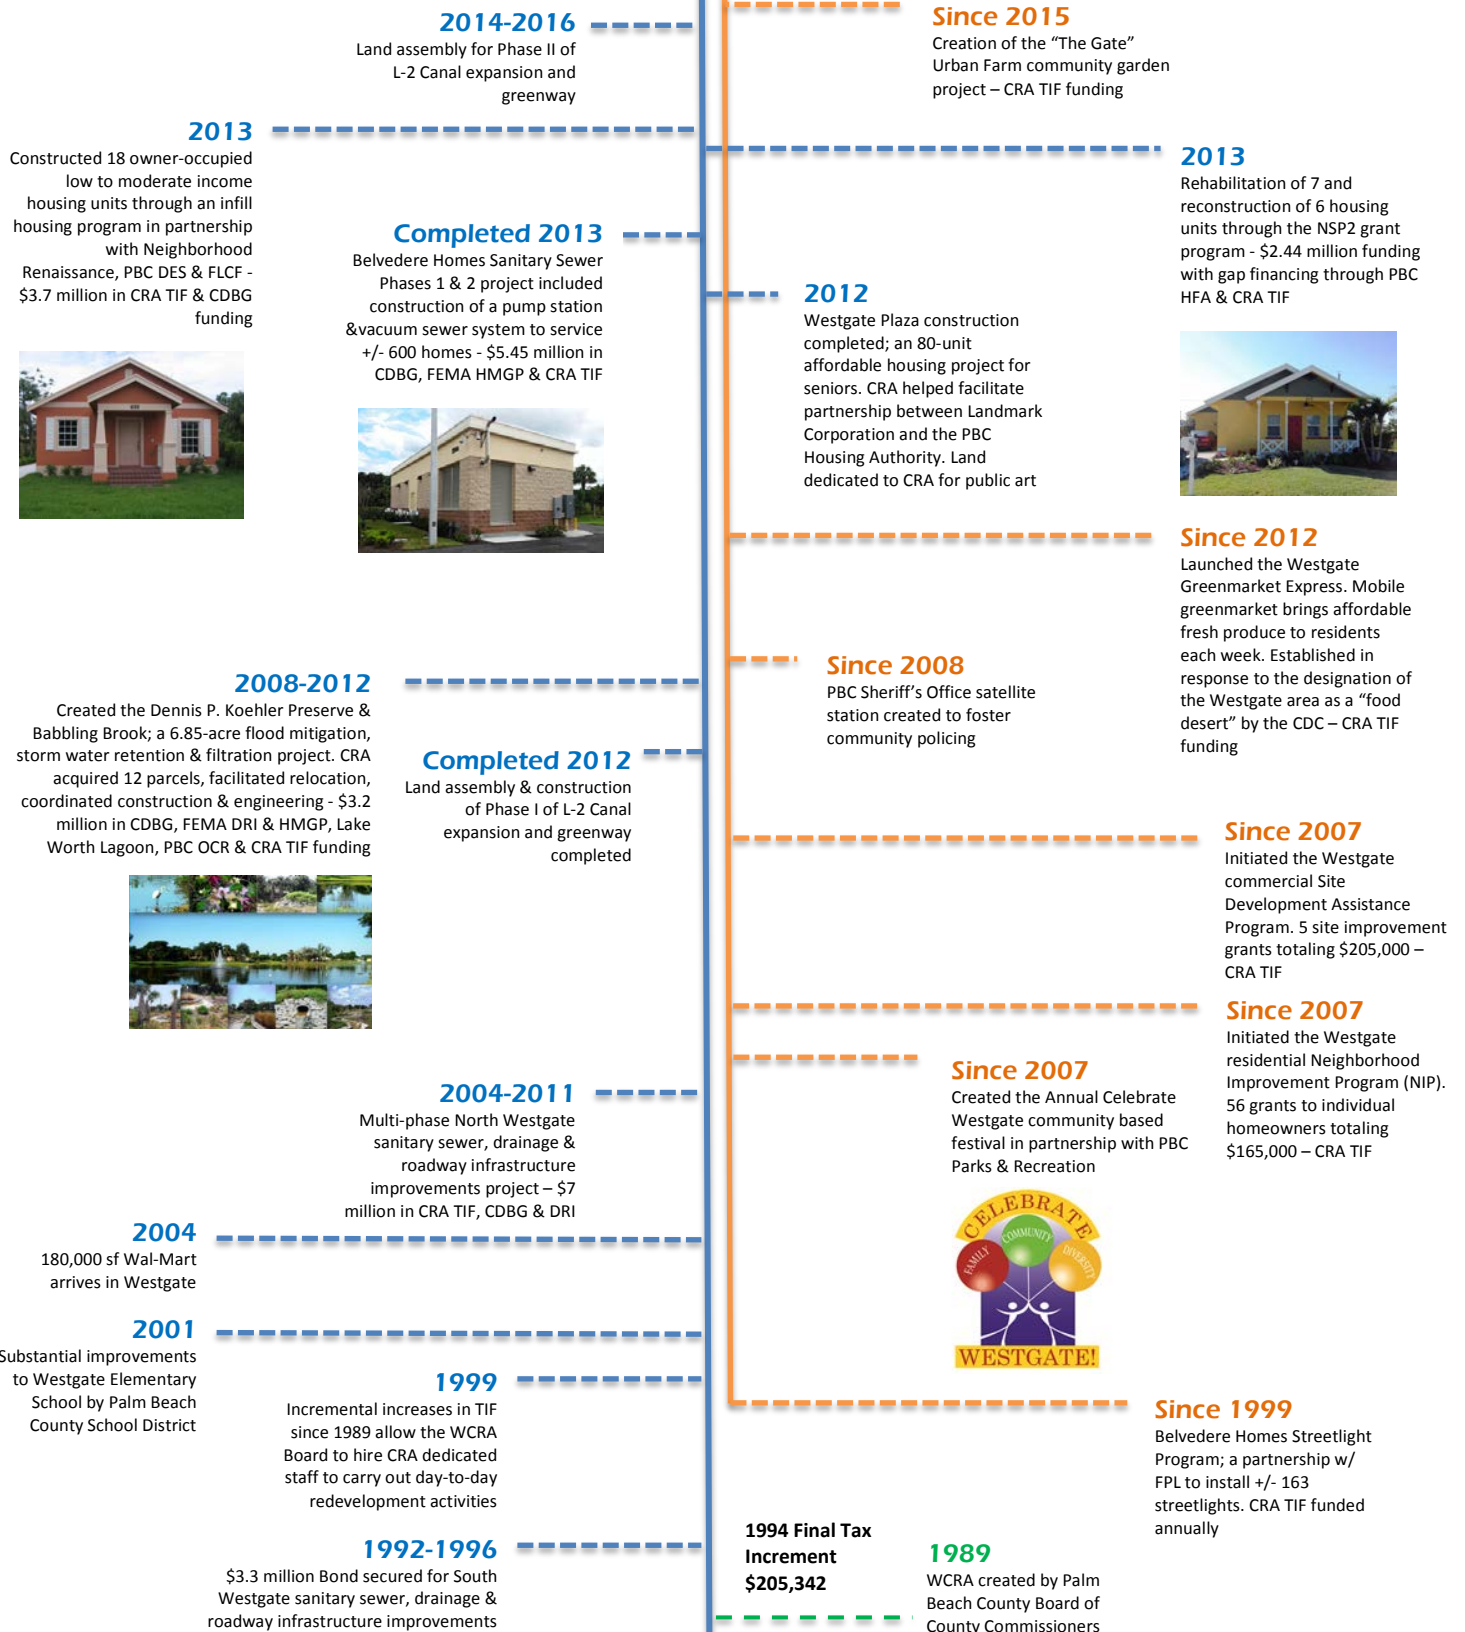 2014-2016
Land assembly for Phase II of
L-2 Canal expansion and
greenway
Since 2015
Creation of the “The Gate”
Urban Farm community garden
project – CRA TIF funding
2013
Constructed 18 owner-occupied
low to moderate income
housing units through an infill
housing program in partnership
with Neighborhood
Renaissance, PBC DES & FLCF -
$3.7 million in CRA TIF & CDBG
funding
2013
Rehabilitation of 7 and
reconstruction of 6 housing
units through the NSP2 grant
program - $2.44 million funding
with gap financing through PBC
HFA & CRA TIF
Completed 2013
Belvedere Homes Sanitary Sewer
Phases 1 & 2 project included
construction of a pump station
&vacuum sewer system to service
+/- 600 homes - $5.45 million in
CDBG, FEMA HMGP & CRA TIF
2012
Westgate Plaza construction
completed; an 80-unit
affordable housing project for
seniors. CRA helped facilitate
partnership between Landmark
Corporation and the PBC
Housing Authority. Land
dedicated to CRA for public art
Since 2012
Launched the Westgate
Greenmarket Express. Mobile
greenmarket brings affordable
fresh produce to residents
each week. Established in
response to the designation of
the Westgate area as a “food
desert” by the CDC – CRA TIF
funding
Since 2008
PBC Sheriff’s Office satellite
station created to foster
community policing
2008-2012
Created the Dennis P. Koehler Preserve &
Babbling Brook; a 6.85-acre flood mitigation,
storm water retention & filtration project. CRA
acquired 12 parcels, facilitated relocation,
coordinated construction & engineering - $3.2
million in CDBG, FEMA DRI & HMGP, Lake
Worth Lagoon, PBC OCR & CRA TIF funding
Completed 2012
Land assembly & construction
of Phase I of L-2 Canal
expansion and greenway
completed
Since 2007
Initiated the Westgate
commercial Site
Development Assistance
Program. 5 site improvement
grants totaling $205,000 –
CRA TIF
Since 2007
Initiated the Westgate
residential Neighborhood
Improvement Program (NIP).
56 grants to individual
homeowners totaling
$165,000 – CRA TIF
Since 2007
Created the Annual Celebrate
Westgate community based
festival in partnership with PBC
Parks & Recreation
CELEBRATE
COMMUNITY
FAMILY
DIVERSITY
WESTGATE!
2004-2011
Multi-phase North Westgate
sanitary sewer, drainage &
roadway infrastructure
improvements project – $7
million in CRA TIF, CDBG & DRI
2004
180,000 sf Wal-Mart
arrives in Westgate
2001
Substantial improvements
to Westgate Elementary
School by Palm Beach
County School District
1999
Incremental increases in TIF
since 1989 allow the WCRA
Board to hire CRA dedicated
staff to carry out day-to-day
redevelopment activities
Since 1999
Belvedere Homes Streetlight
Program; a partnership w/
FPL to install +/- 163
streetlights. CRA TIF funded
annually
1992-1996
$3.3 million Bond secured for South
Westgate sanitary sewer, drainage &
roadway infrastructure improvements
1994 Final Tax
Increment
$205,342
1989
WCRA created by Palm
Beach County Board of
County Commissioners